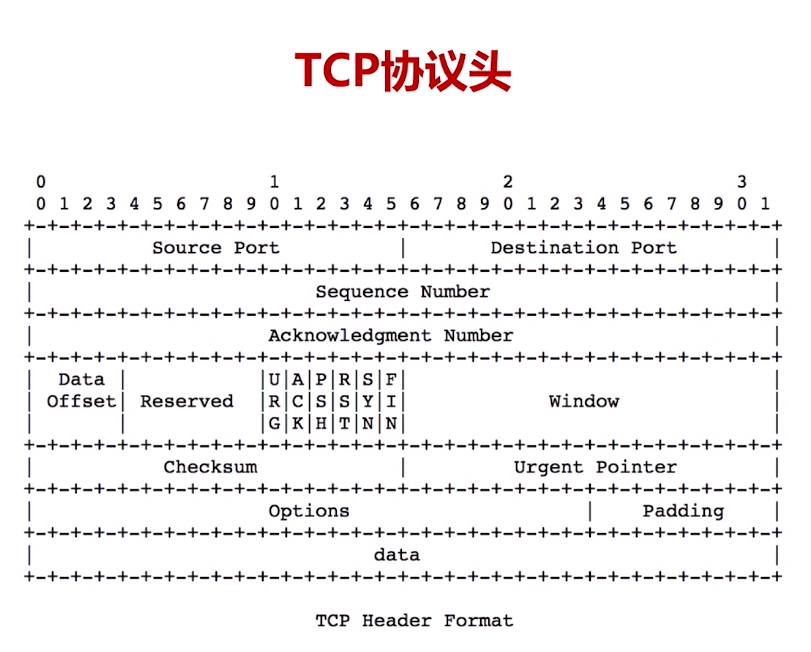 TCP协议头
 0                   1                   2                   3
 0 1 2 3 4 5 6 7 8 9 0 1 2 3 4 5 6 7 8 9 0 1 2 3 4 5 6 7 8 9 0 1
+-+-+-+-+-+-+-+-+-+-+-+-+-+-+-+-+-+-+-+-+-+-+-+-+-+-+-+-+-+-+-+-+
|          Source Port          |       Destination Port        |
+-+-+-+-+-+-+-+-+-+-+-+-+-+-+-+-+-+-+-+-+-+-+-+-+-+-+-+-+-+-+-+-+
|                        Sequence Number                        |
+-+-+-+-+-+-+-+-+-+-+-+-+-+-+-+-+-+-+-+-+-+-+-+-+-+-+-+-+-+-+-+-+
|                    Acknowledgment Number                      |
+-+-+-+-+-+-+-+-+-+-+-+-+-+-+-+-+-+-+-+-+-+-+-+-+-+-+-+-+-+-+-+-+
|  Data |           |U|A|P|R|S|F|                               |
| Offset| Reserved  |R|C|S|S|Y|I|            Window             |
|       |           |G|K|H|T|N|N|                               |
+-+-+-+-+-+-+-+-+-+-+-+-+-+-+-+-+-+-+-+-+-+-+-+-+-+-+-+-+-+-+-+-+
|           Checksum            |         Urgent Pointer        |
+-+-+-+-+-+-+-+-+-+-+-+-+-+-+-+-+-+-+-+-+-+-+-+-+-+-+-+-+-+-+-+-+
|                    Options                    |    Padding    |
+-+-+-+-+-+-+-+-+-+-+-+-+-+-+-+-+-+-+-+-+-+-+-+-+-+-+-+-+-+-+-+-+
|                             data                              |
+-+-+-+-+-+-+-+-+-+-+-+-+-+-+-+-+-+-+-+-+-+-+-+-+-+-+-+-+-+-+-+-+
TCP Header Format